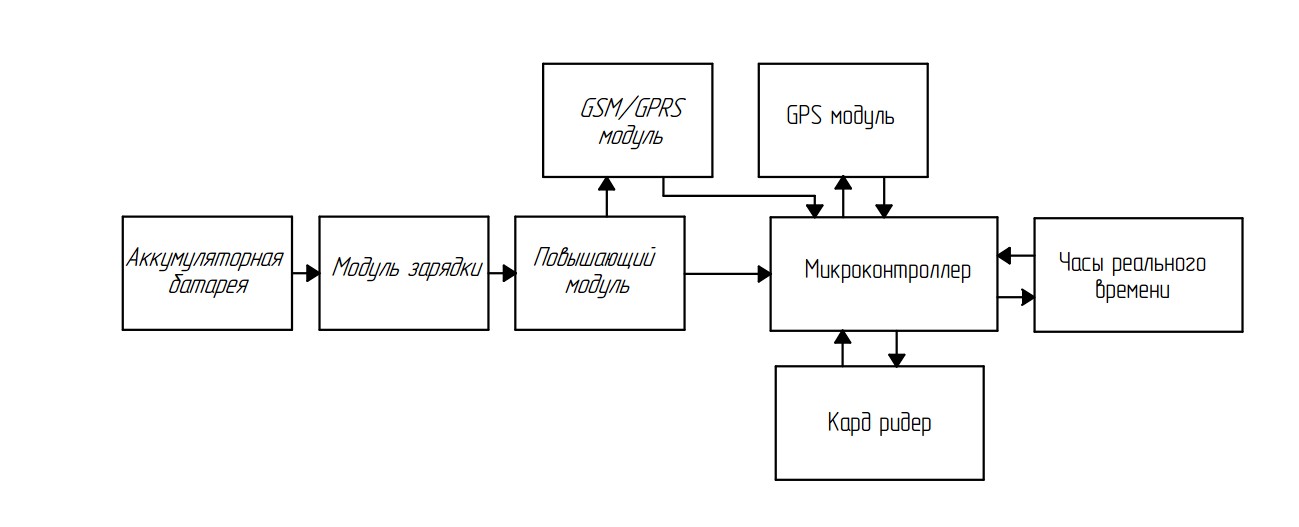 GSM/GPRS
модуль
GPS модуль
Аккумуляторная
батарея
Модуль зарядки
Повышающий
модуль
Микроконтроллер
Часы реального
времени
Кард ридер